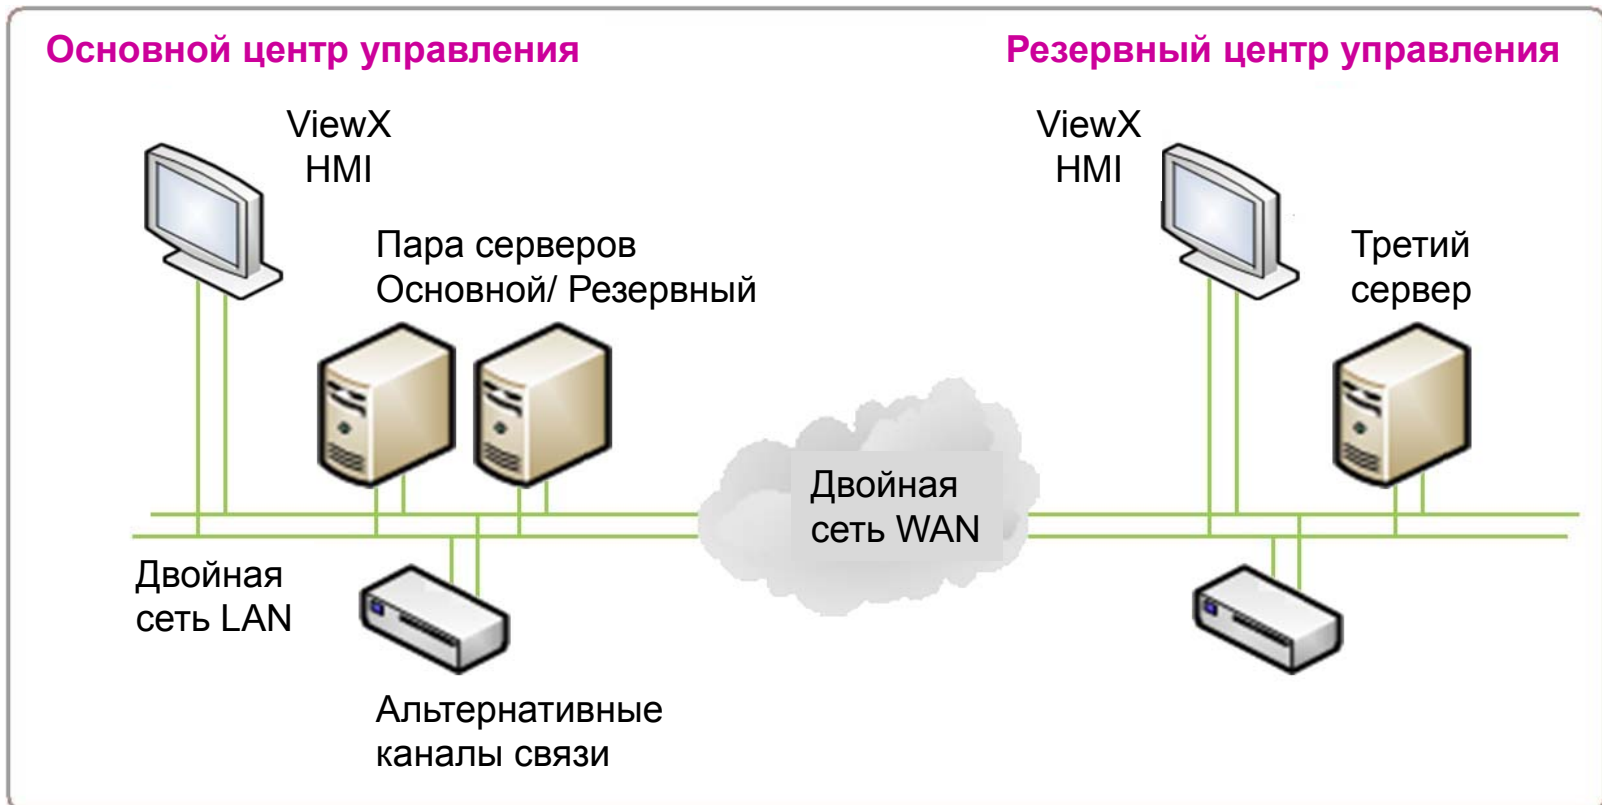 Основной центр управления
Резервный центр управления
ViewX
HMI
ViewX
HMI
Пара серверов
Основной/ Резервный
Третий
сервер
Двойная
сеть WAN
Двойная
сеть LAN
Альтернативные
каналы связи